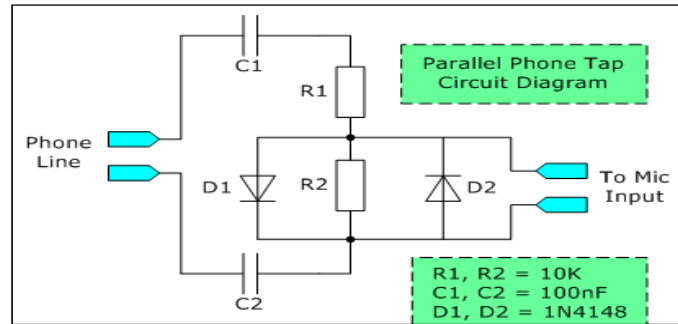 C1
Parallel Phone Tap
Circuit Diagram
R1
Phone
Line
D1
R2
D2
To Mic
Input
C2
R1, R2 = 10K
C1, C2 = 100nF
D1, D2 = 1N4148